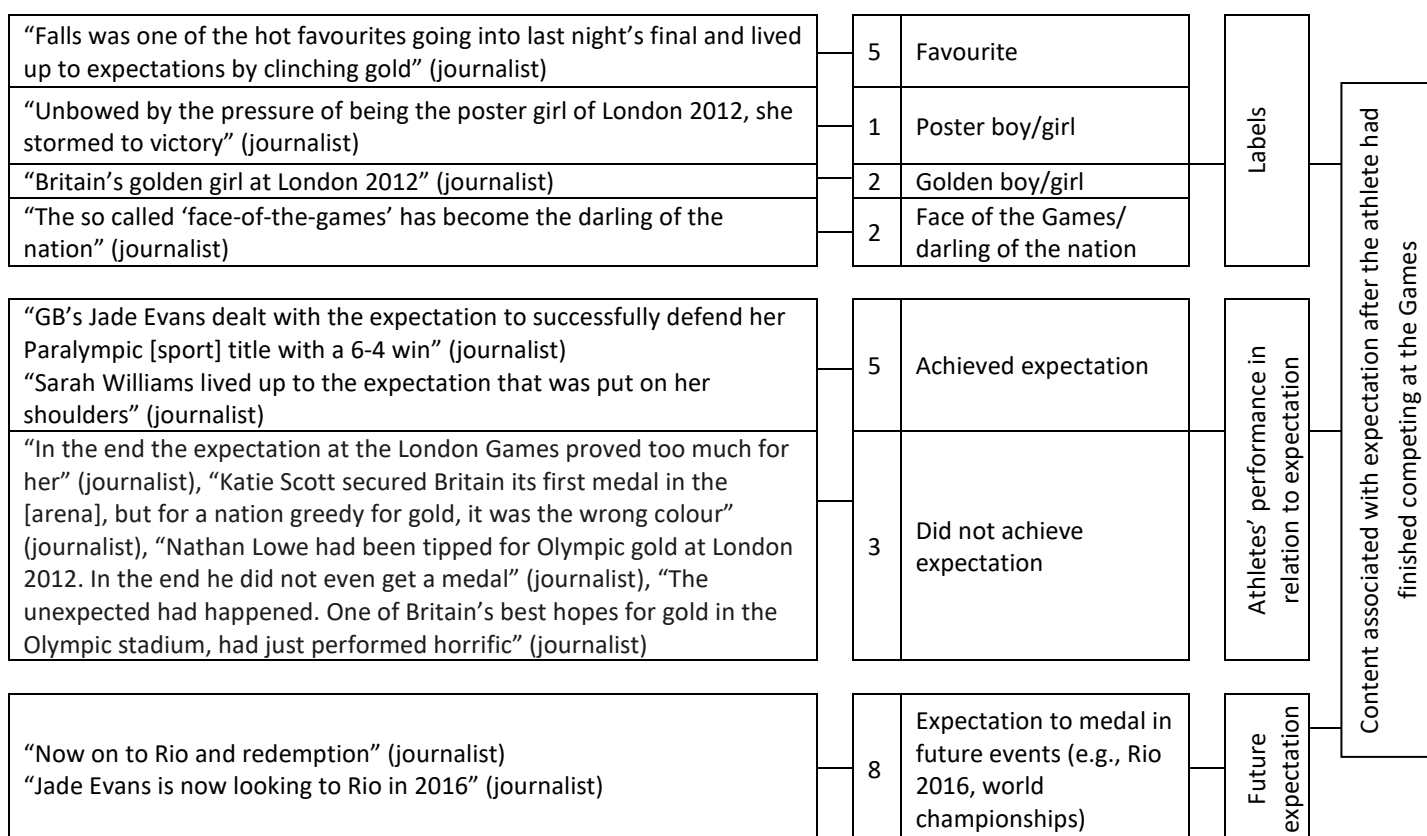 “Falls was one of the hot favourites going into last night’s final and lived
up to expectations by clinching gold” (journalist)
5
Favourite
“Unbowed by the pressure of being the poster girl of London 2012, she
stormed to victory” (journalist)
1
Poster boy/girl
“Britain’s golden girl at London 2012” (journalist)
2
Golden boy/girl
“The so called ‘face-of-the-games’ has become the darling of the
nation” (journalist)
2
Face of the Games/
darling of the nation
Labels
“GB’s Jade Evans dealt with the expectation to successfully defend her
Paralympic [sport] title with a 6-4 win” (journalist)
“Sarah Williams lived up to the expectation that was put on her
shoulders” (journalist)
5
Achieved expectation
“In the end the expectation at the London Games proved too much for
her” (journalist), “Katie Scott secured Britain its first medal in the
[arena], but for a nation greedy for gold, it was the wrong colour”
(journalist), “Nathan Lowe had been tipped for Olympic gold at London
2012. In the end he did not even get a medal” (journalist), “The
unexpected had happened. One of Britain’s best hopes for gold in the
Olympic stadium, had just performed horrific” (journalist)
3
Did not achieve
expectation
Athletes’ performance in
relation to expectation
“Now on to Rio and redemption” (journalist)
“Jade Evans is now looking to Rio in 2016” (journalist)
8
Expectation to medal in
future events (e.g., Rio
2016, world
championships)
Future
expectation
Content associated with expectation after the athlete had
finished competing at the Games